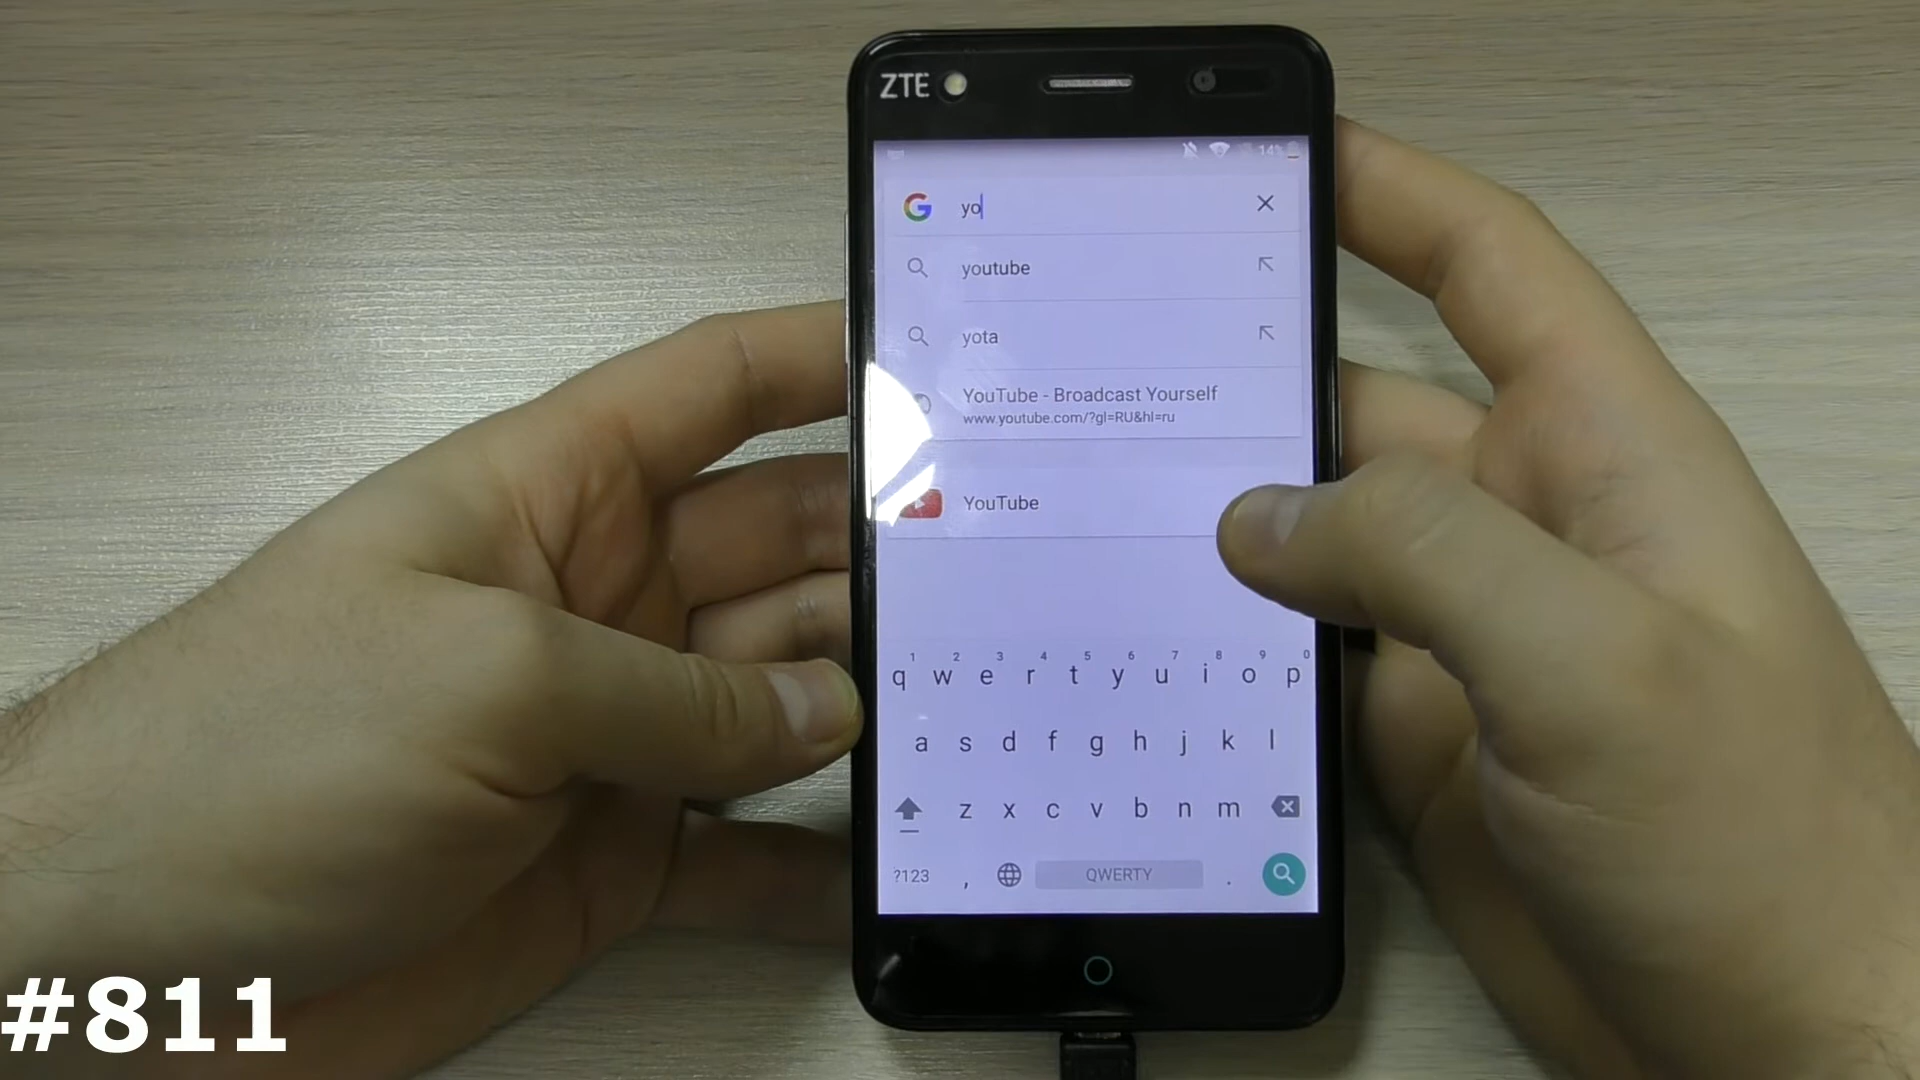 ZTE
14%
yo
youtube
yota
YouTube - Broadcast Yourself
www.youtube.com/?gl=RU&hl=ru
YouTube
1 2 3 4 5 6 7 8 9 0
q w e r t y u i o p
a s d f g h j k l
z x c v b n m
?123 , QWERTY .
#811